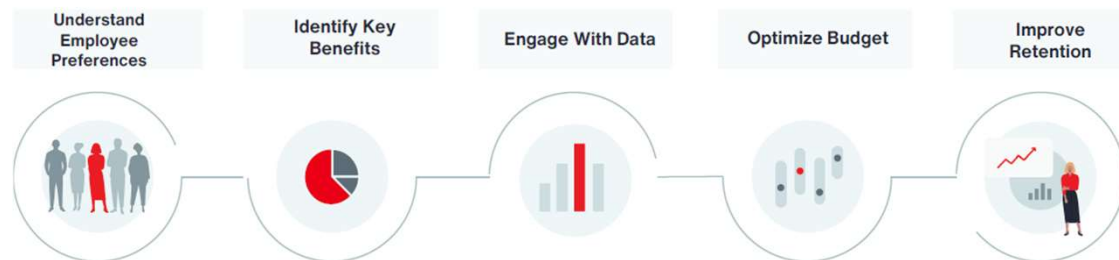 Understand
Employee
Preferences
Identify Key
Benefits
Engage With Data
Optimize Budget
Improve
Retention